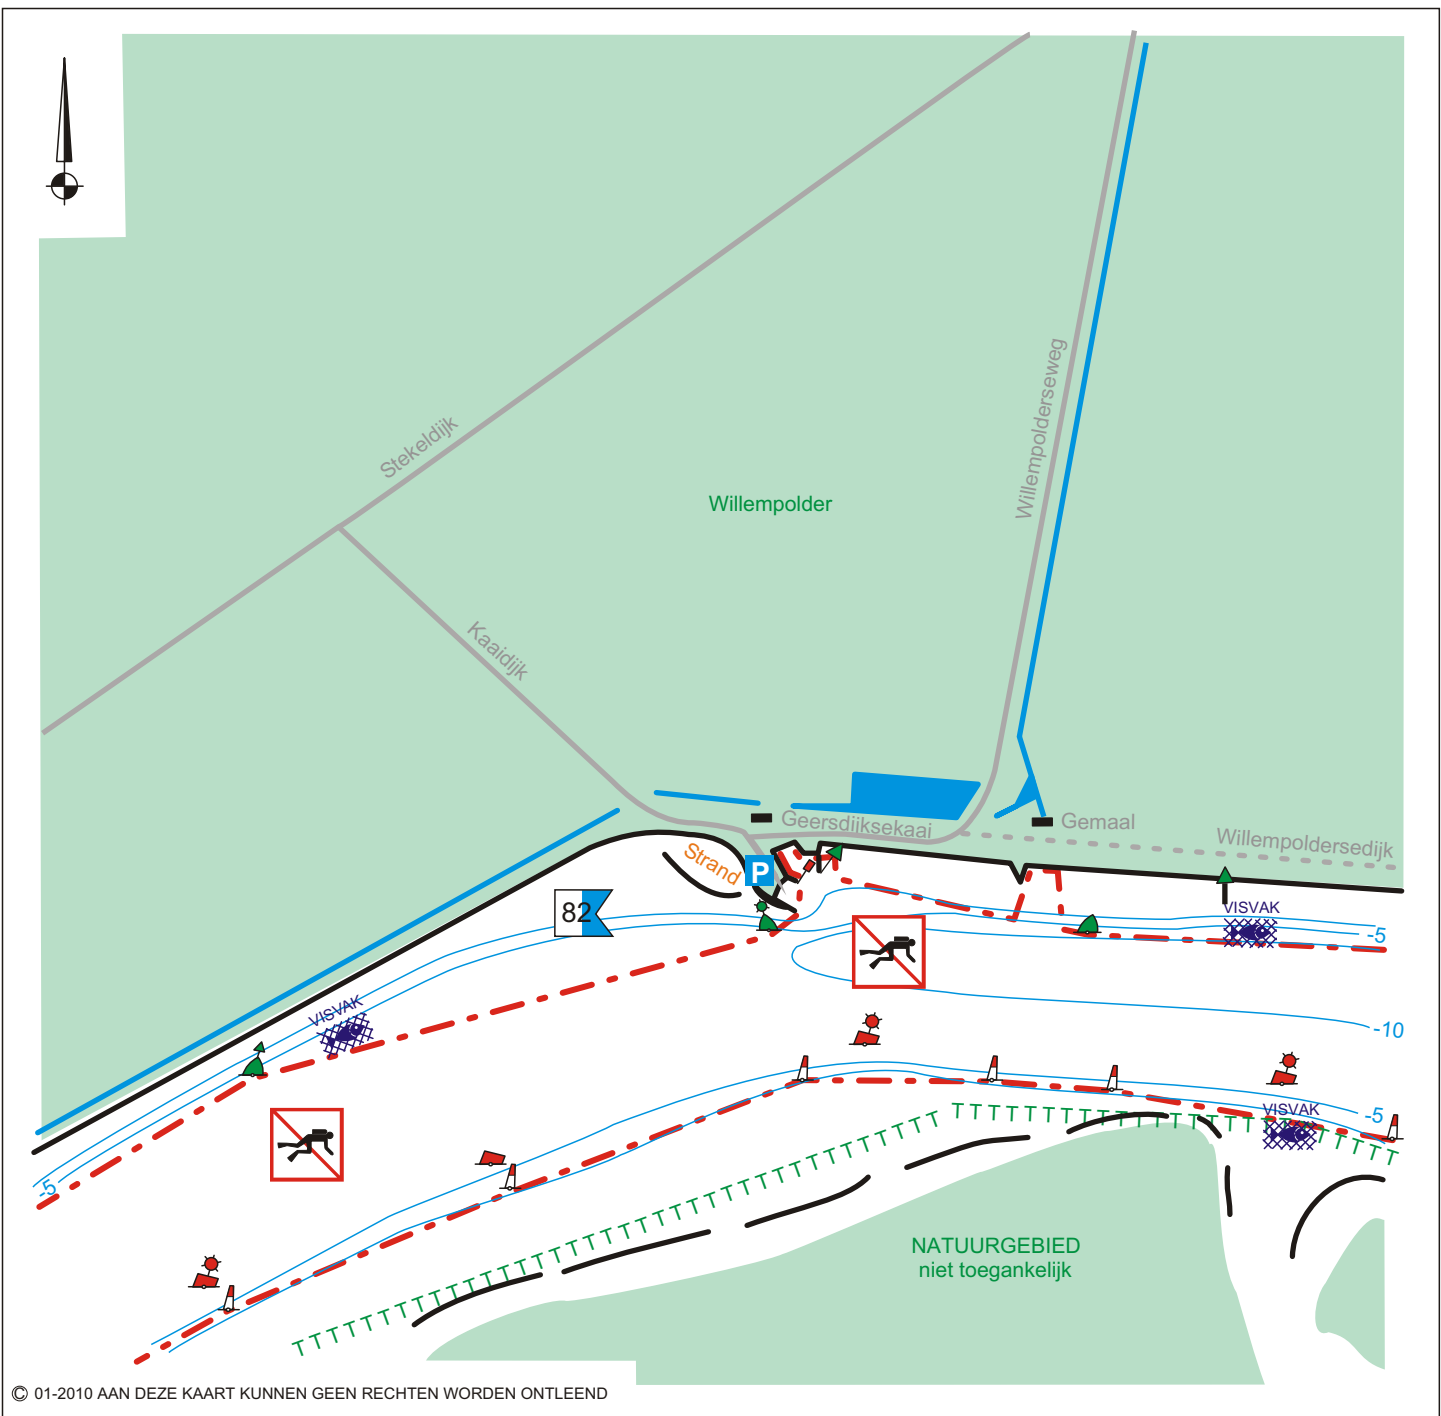 Stekeldijk
Willempolderseweg
Willempolder
Kaaidijk
Geersdijksekaai
Gemaal
Willempoldersedijk
Strand
P
82
VISVAK
-5
VISVAK
-10
-5
VISVAK
-5
NATUURGEBIED
niet toegankelijk
© 01-2010 AAN DEZE KAART KUNNEN GEEN RECHTEN WORDEN ONTLEEND